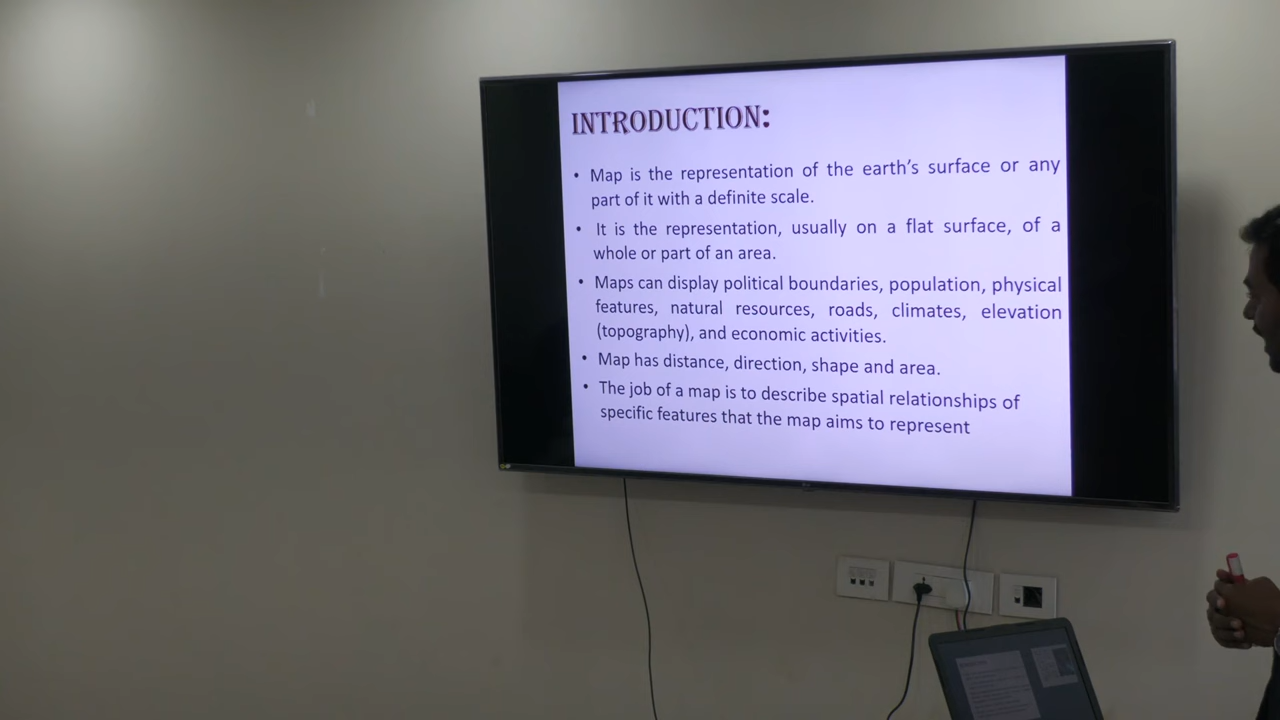 INTRODUCTION:
• Map is the representation of the earth's surface or any
part of it with a definite scale.
• It is the representation, usually on a flat surface, of a
whole or part of an area.
• Maps can display political boundaries, population, physical
features, natural resources, roads, climates, elevation
(topography), and economic activities.
• Map has distance, direction, shape and area.
• The job of a map is to describe spatial relationships of
specific features that the map aims to represent